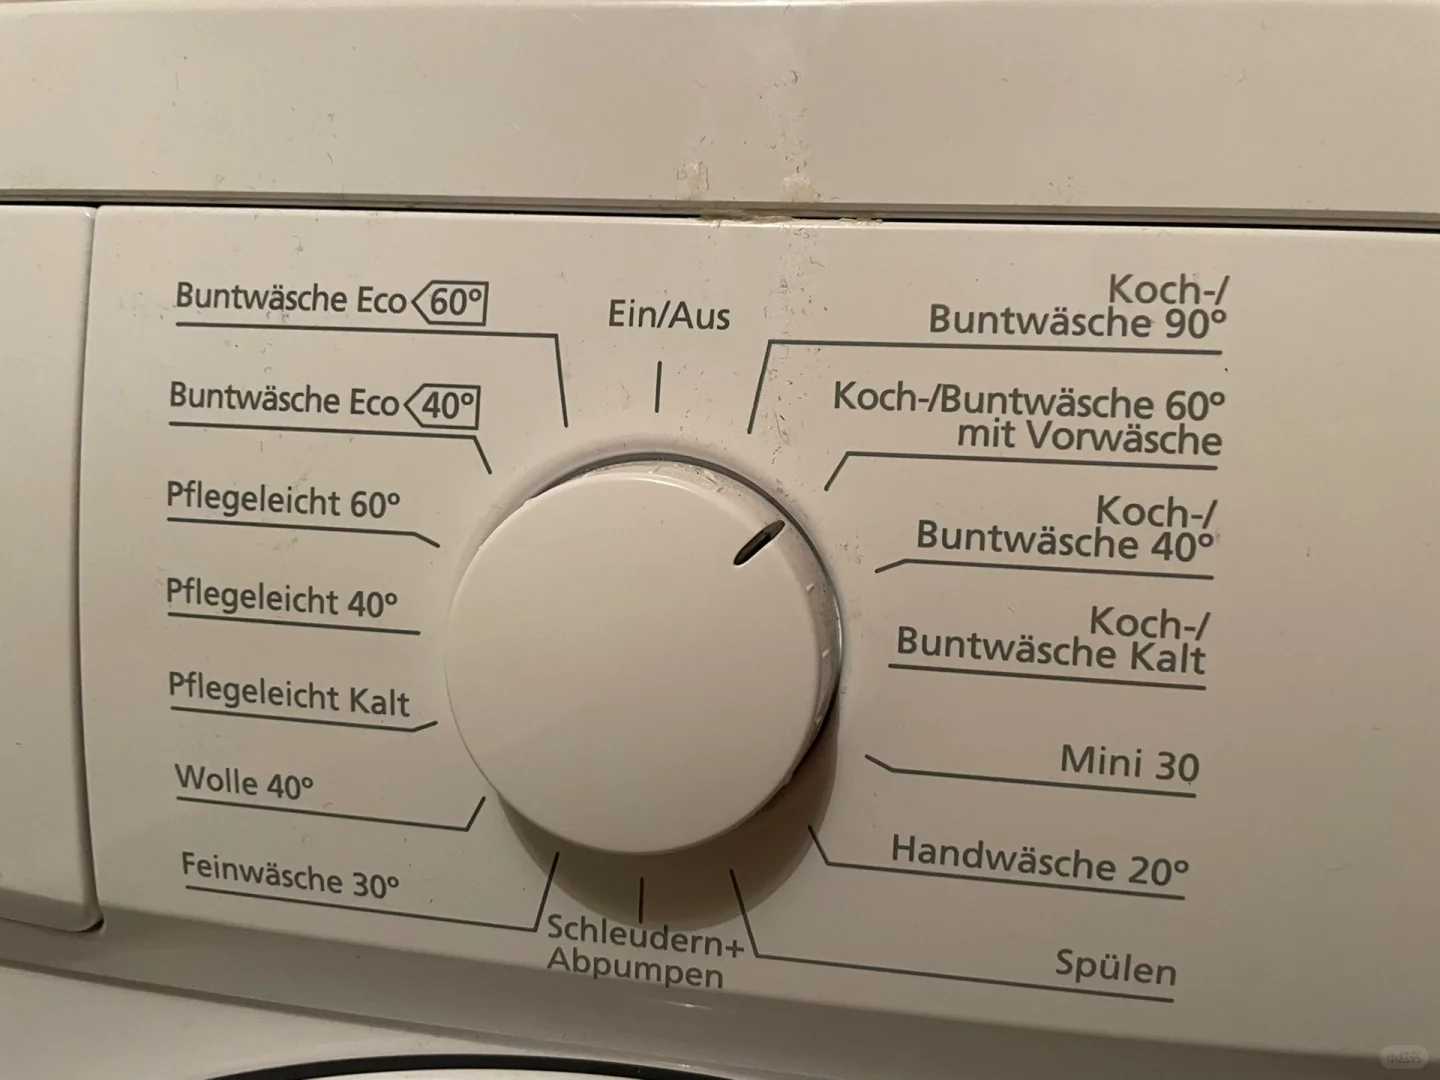 Buntwäsche Eco 60°
Buntwäsche Eco 40°
Pflegeleicht 60°
Pflegeleicht 40°
Pflegeleicht Kalt
Wolle 40°
Feinwäsche 30°
Ein/Aus
Schleudern+
Abpumpen
Koch-/
Buntwäsche 90°
Koch-/Buntwäsche 60°
mit Vorwäsche
Koch-/
Buntwäsche 40°
Koch-/
Buntwäsche Kalt
Mini 30
Handwäsche 20°
Spülen